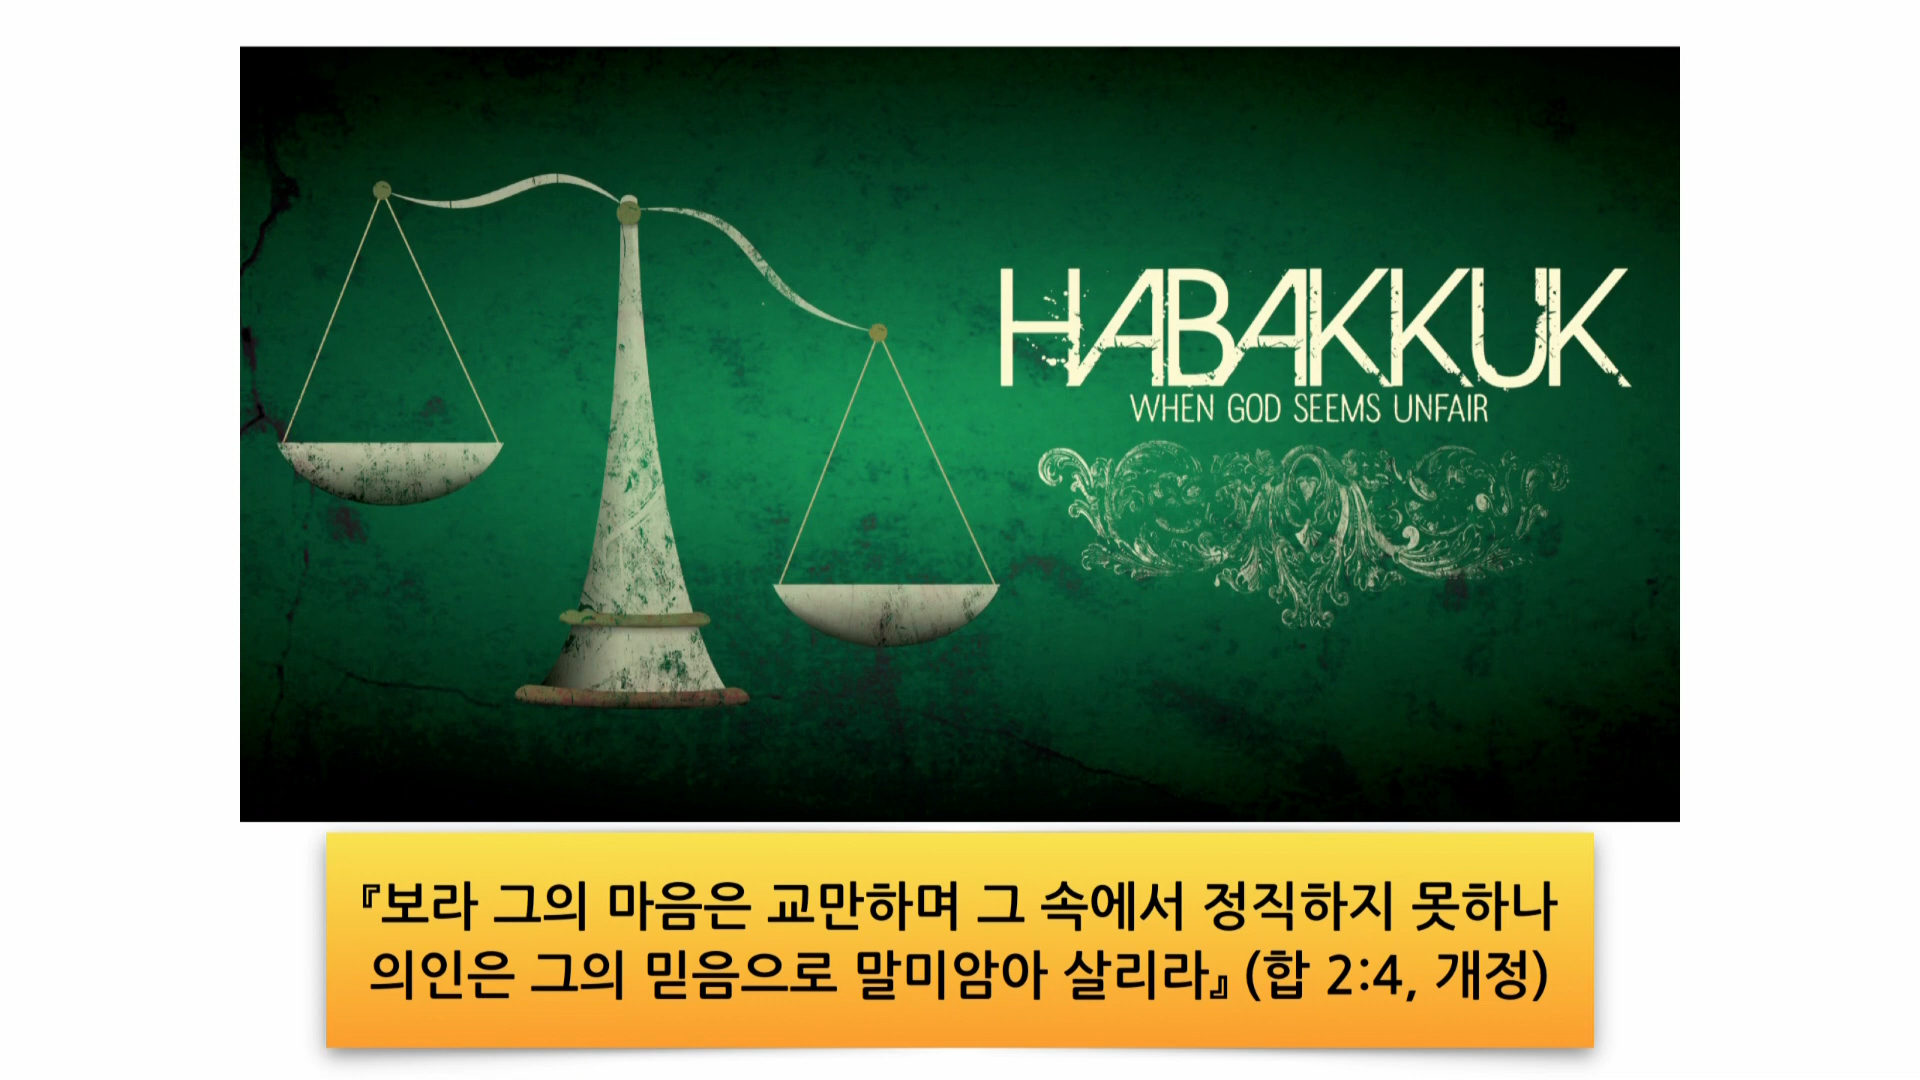 HABAKKUK
WHEN GOD SEEMS UNFAIR
『보라 그의 마음은 교만하며 그 속에서 정직하지 못하나
의인은 그의 믿음으로 말미암아 살리라』 (합 2:4, 개정)